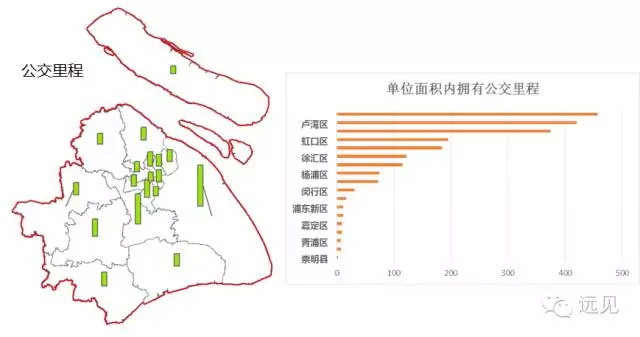 公交里程
单位面积内拥有公交里程
卢湾区
虹口区
徐汇区
杨浦区
闵行区
浦东新区
嘉定区
青浦区
崇明县
0 100 200 300 400 500
远见